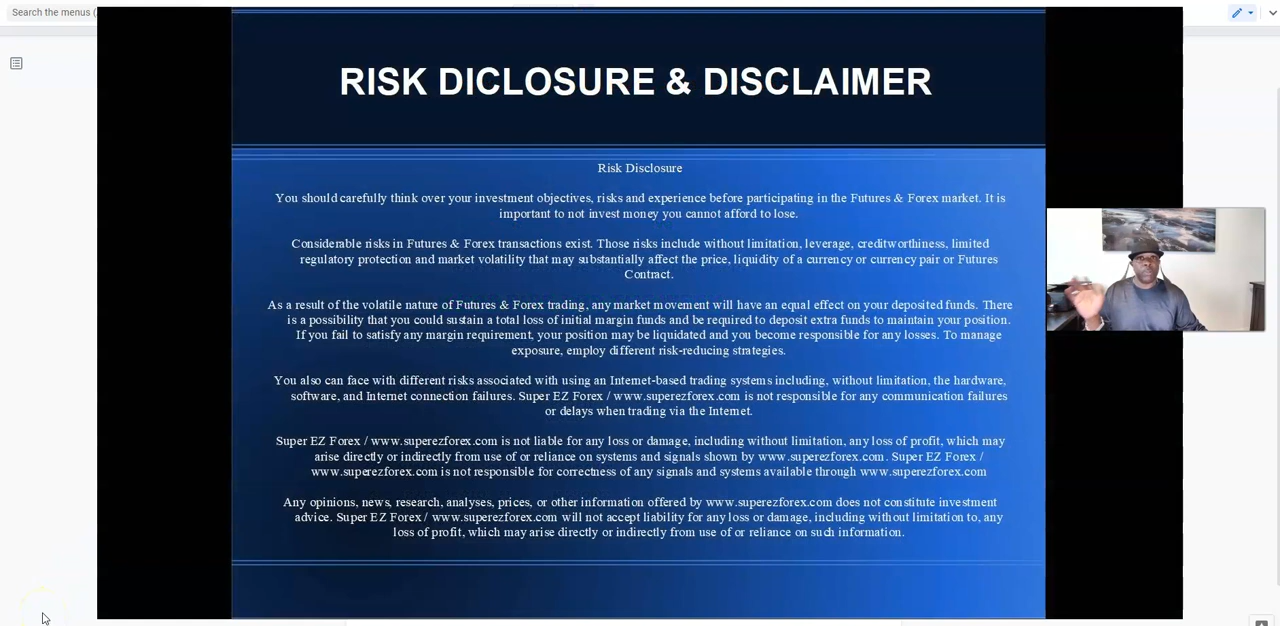 Search the menus (
RISK DICLOSURE & DISCLAIMER
Risk Disclosure
You should carefully think over your investment objectives, risks and experience before participating in the Futures & Forex market. It is
important to not invest money you cannot afford to lose.
Considerable risks in Futures & Forex transactions exist. Those risks include without limitation, leverage, creditworthiness, limited
regulatory protection and market volatility that may substantially affect the price, liquidity of a currency or currency pair or Futures
Contract.
As a result of the volatile nature of Futures & Forex trading, any market movement will have an equal effect on your deposited funds. There
is a possibility that you could sustain a total loss of initial margin funds and be required to deposit extra funds to maintain your position.
If you fail to satisfy any margin requirement, your position may be liquidated and you become responsible for any losses. To manage
exposure, employ different risk-reducing strategies.
You also can face with different risks associated with using an Internet-based trading systems including, without limitation, the hardware,
software, and Internet connection failures. Super EZ Forex / www.superezforex.com is not responsible for any communication failures
or delays when trading via the Internet.
Super EZ Forex / www.superezforex.com is not liable for any loss or damage, including without limitation, any loss of profit, which may
arise directly or indirectly from use of or reliance on systems and signals shown by www.superezforex.com. Super EZ Forex /
www.superezforex.com is not responsible for correctness of any signals and systems available through www.superezforex.com
Any opinions, news, research, analyses, prices, or other information offered by www.superezforex.com does not constitute investment
advice. Super EZ Forex / www.superezforex.com will not accept liability for any loss or damage, including without limitation to, any
loss of profit, which may arise directly or indirectly from use of or reliance on such information.